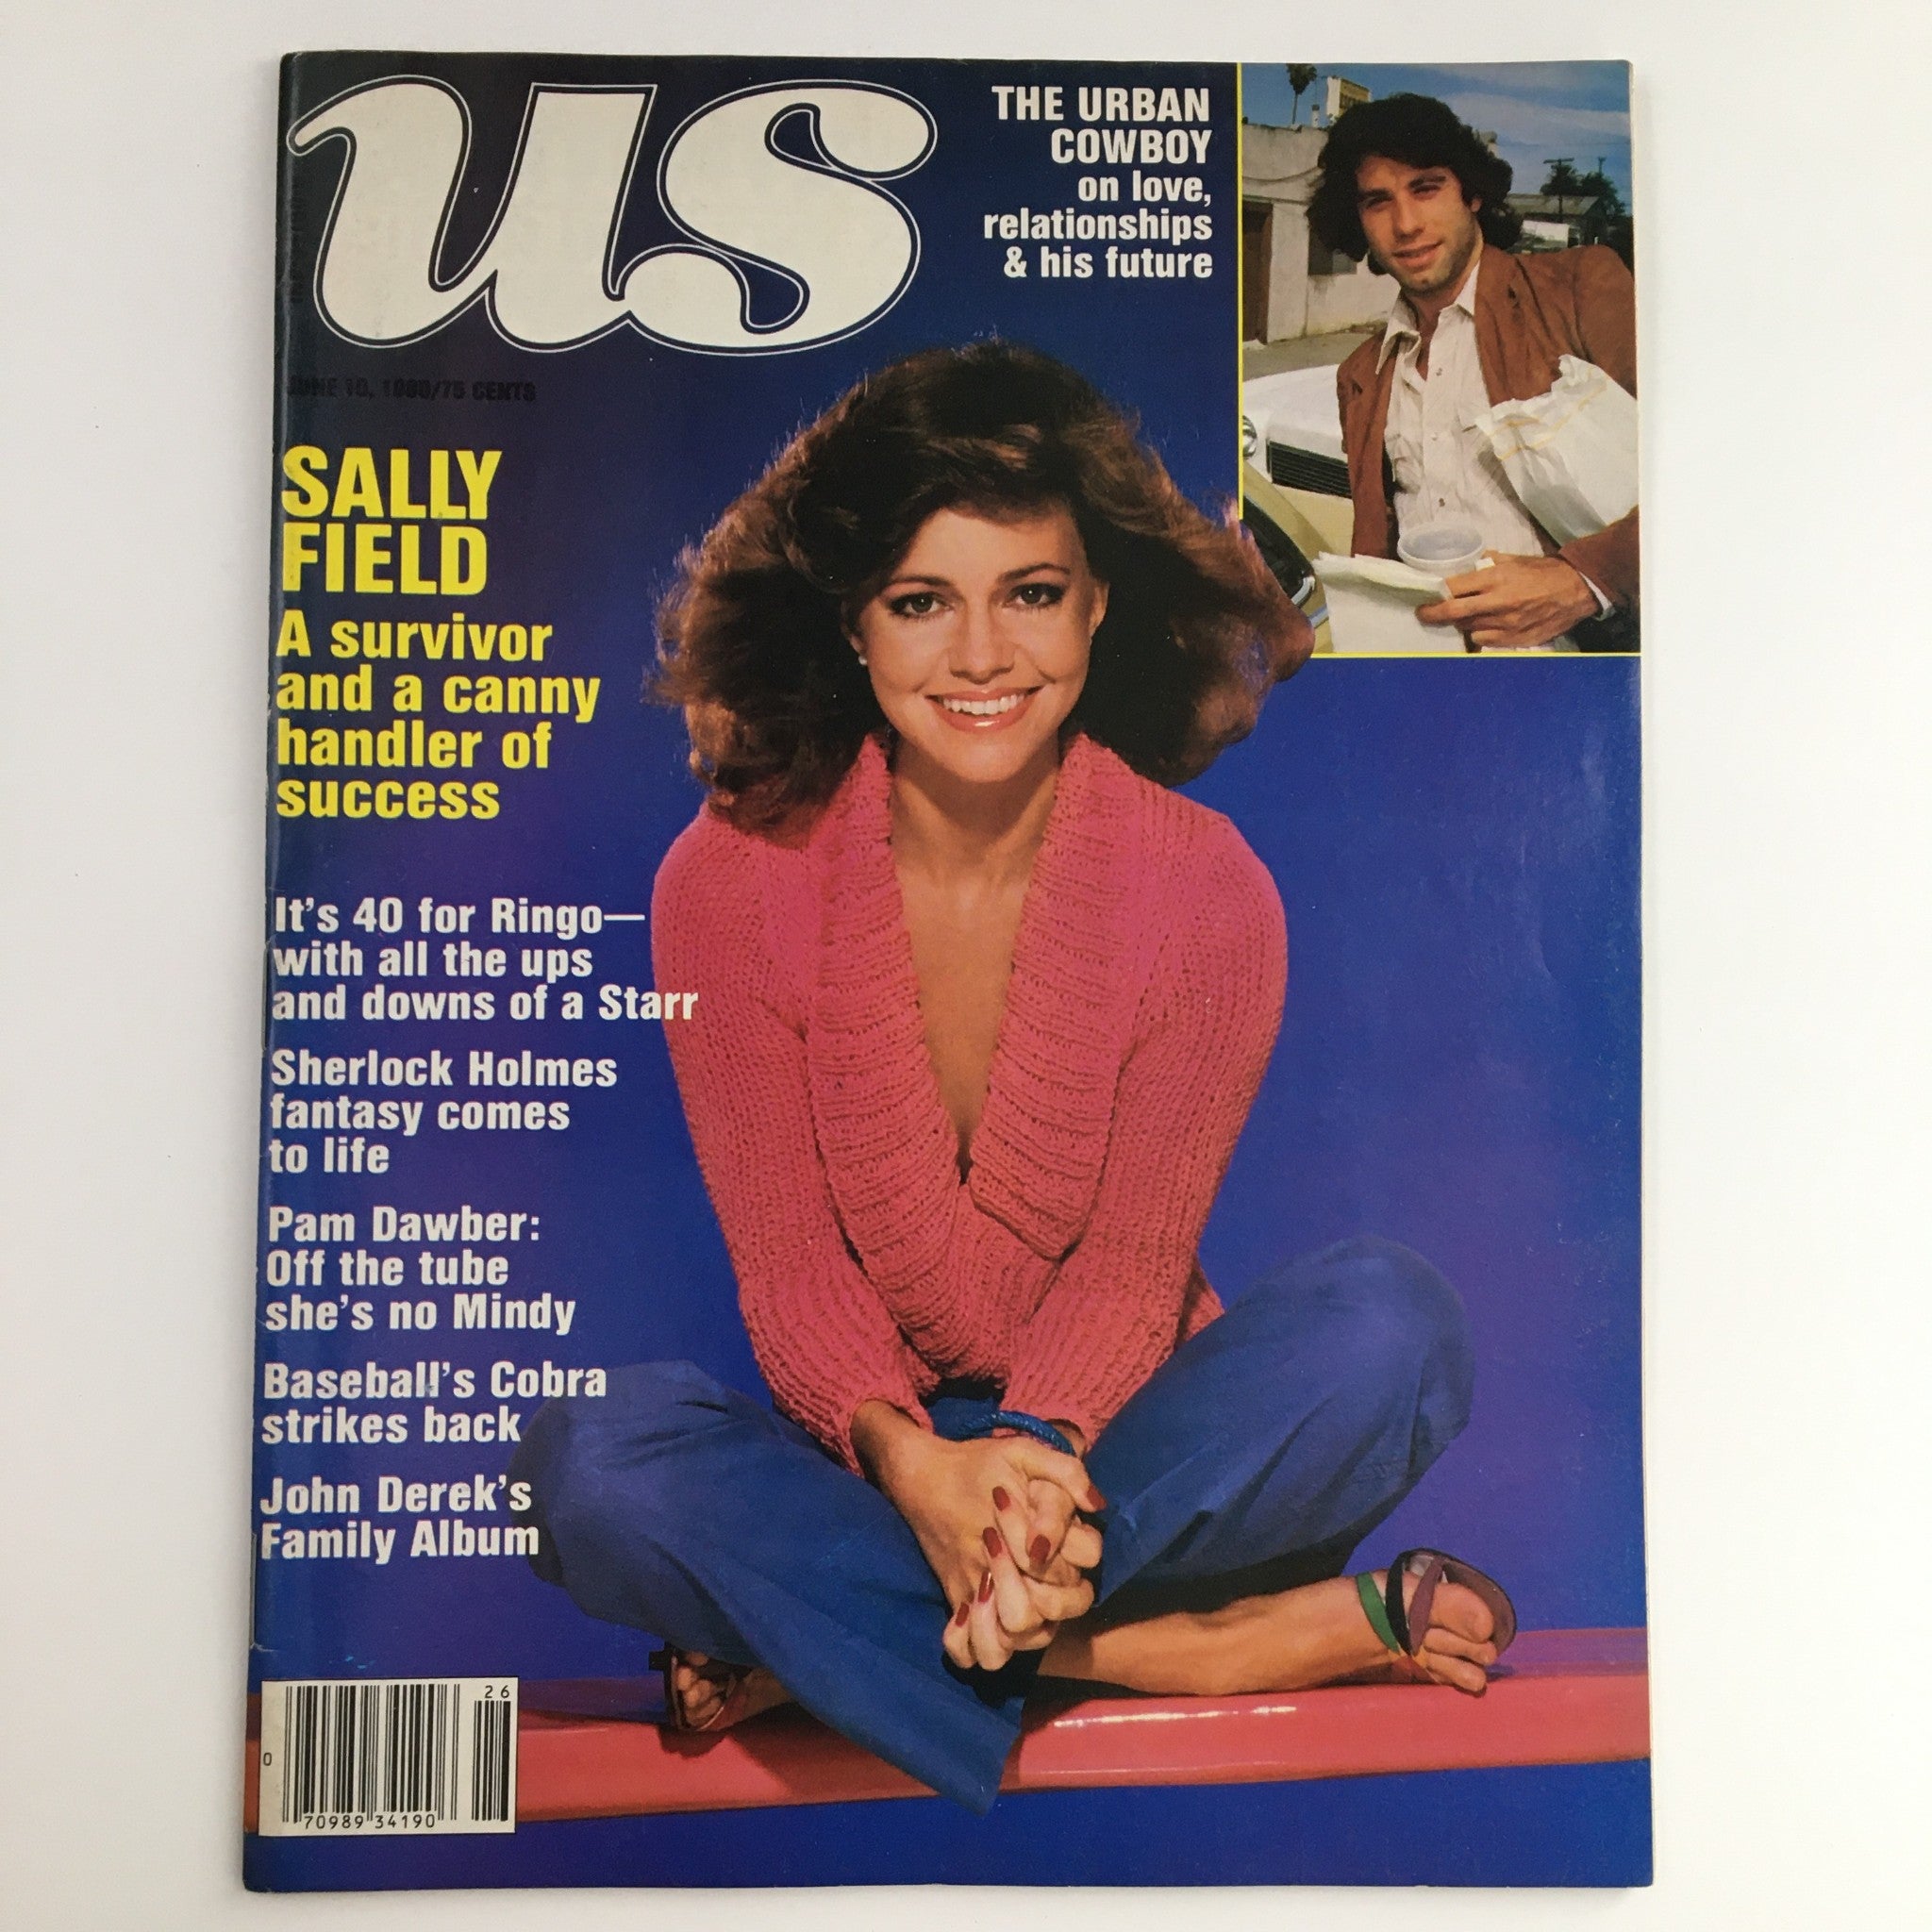 us
THE URBAN
COWBOY
on love,
relationships
& his future
JUNE 10, 1980/75 CENTS
SALLY
FIELD
A survivor
and a canny
handler of
success
It's 40 for Ringo—
with all the ups
and downs of a Starr
Sherlock Holmes
fantasy comes
to life
Pam Dawber:
Off the tube
she's no Mindy
Baseball's Cobra
strikes back
John Derek's
Family Album
26
0
70989 34190